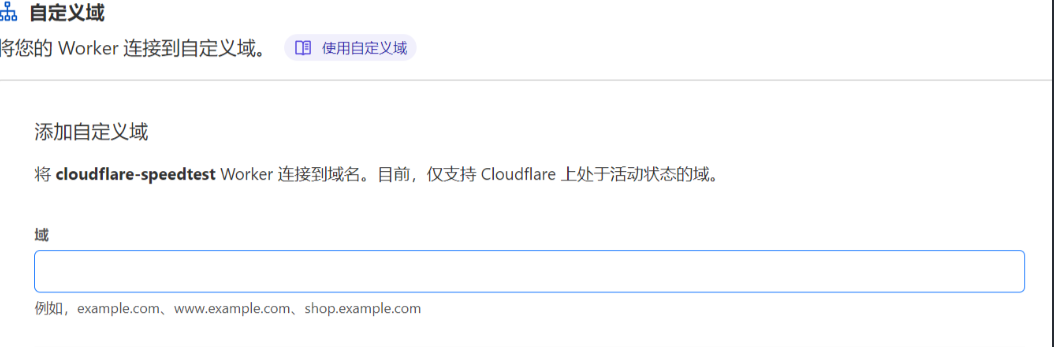 自定义域
将您的 Worker 连接到自定义域。 使用自定义域
添加自定义域
将 cloudflare-speedtest Worker 连接到域名。目前，仅支持 Cloudflare 上处于活动状态的域。
域
例如，example.com、www.example.com、shop.example.com